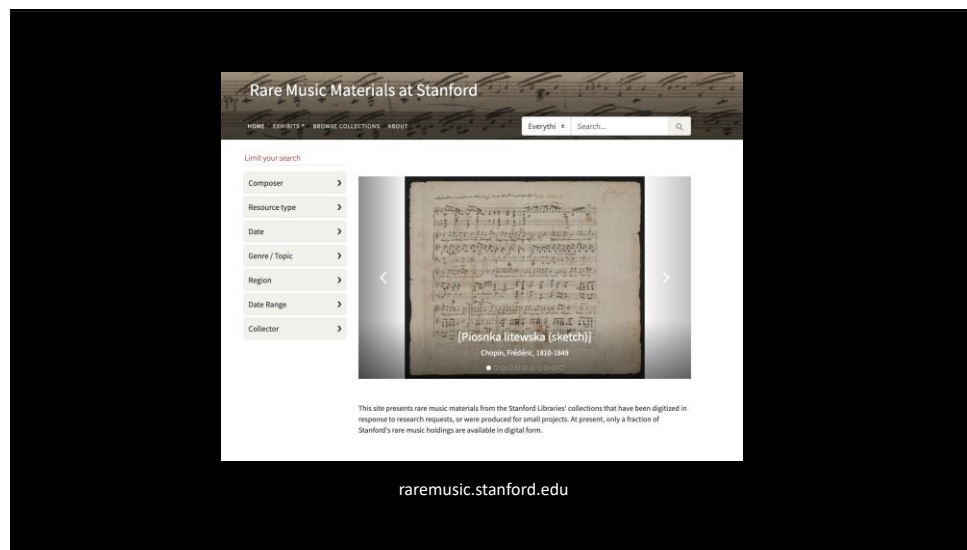 Rare Music Materials at Stanford
HOME EXHIBITS BROWSE COLLECTIONS ABOUT
Everythi Search...
Limit your search
Composer
Resource type
Date
Genre / Topic
Region
Date Range
Collector
[Piosnka litewska (sketch)]
Chopin, Frédéric, 1810-1849
This site presents rare music materials from the Stanford Libraries' collections that have been digitized in
response to research requests, or were produced for small projects. At present, only a fraction of
Stanford's rare music holdings are available in digital form.
raremusic.stanford.edu